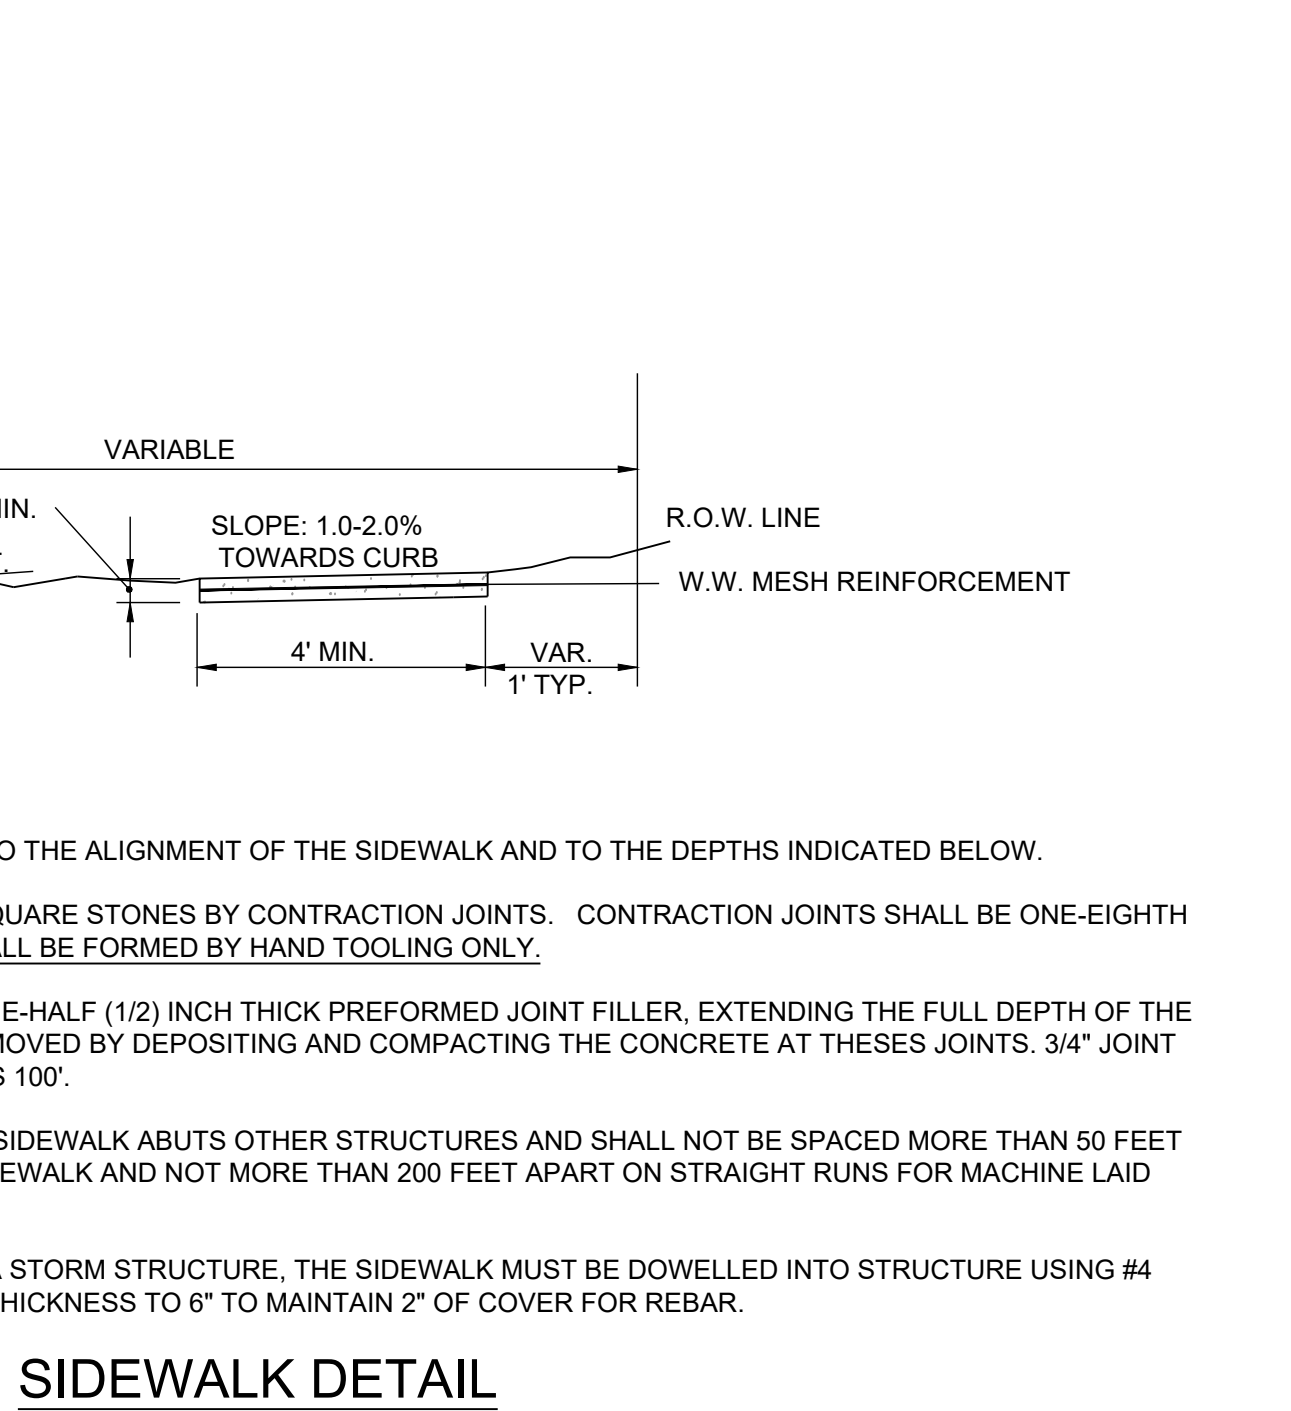 VARIABLE
SLOPE: 1.0-2.0%
TOWARDS CURB
R.O.W. LINE
W.W. MESH REINFORCEMENT
4' MIN.
VAR.
1' TYP.
THE ALIGNMENT OF THE SIDEWALK AND TO THE DEPTHS INDICATED BELOW.
STONES BY CONTRACTION JOINTS. CONTRACTION JOINTS SHALL BE ONE-EIGHTH
BE FORMED BY HAND TOOLING ONLY.
E-HALF (1/2) INCH THICK PREFORMED JOINT FILLER, EXTENDING THE FULL DEPTH OF THE
MOVED BY DEPOSITING AND COMPACTING THE CONCRETE AT THESES JOINTS. 3/4" JOINT
100'.
SIDEWALK ABUTS OTHER STRUCTURES AND SHALL NOT BE SPACED MORE THAN 50 FEET
EWALK AND NOT MORE THAN 200 FEET APART ON STRAIGHT RUNS FOR MACHINE LAID
A STORM STRUCTURE, THE SIDEWALK MUST BE DOWELLED INTO STRUCTURE USING #4
HICKNESS TO 6" TO MAINTAIN 2" OF COVER FOR REBAR.
SIDEWALK DETAIL